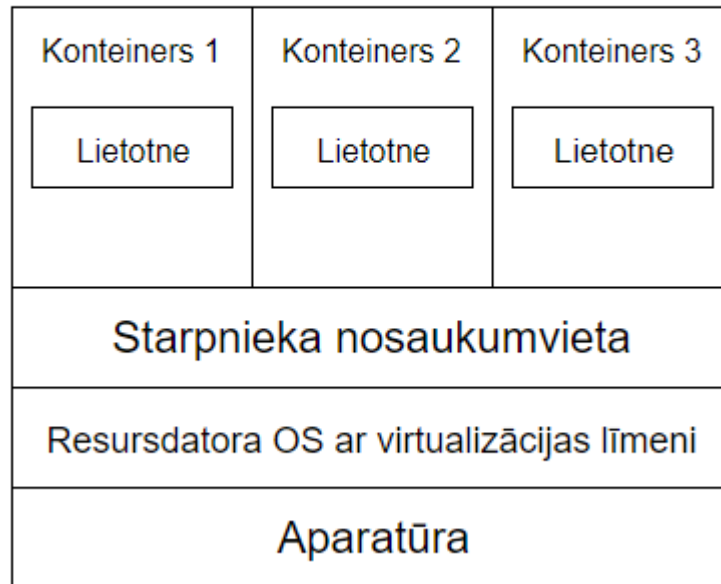 Konteiners 1
Konteiners 2
Konteiners 3
Lietotne
Lietotne
Lietotne
Starpnieka nosaukumvieta
Resursdatora OS ar virtualizācijas līmeni
Aparatūra